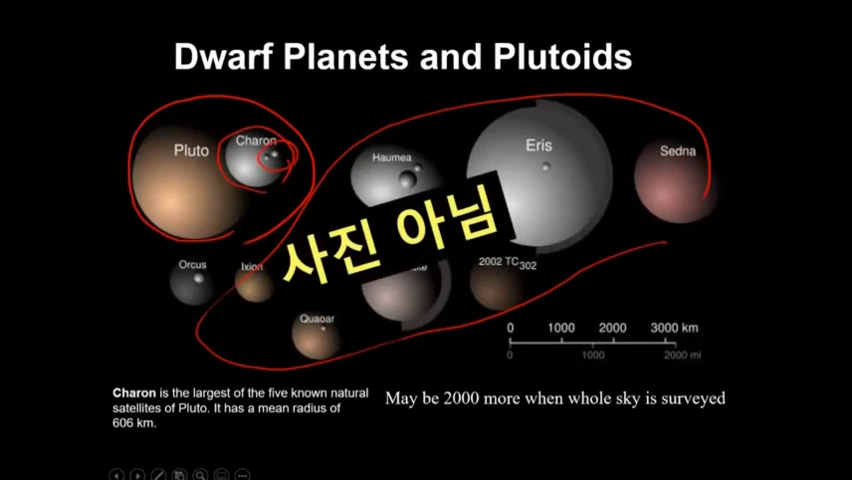 Dwarf Planets and Plutoids
Pluto
Charon
Haumea
Eris
Sedna
사진 아님
Orcus
Ixion
2002 TC302
Quaoar
0 1000 2000 3000 km
0 1000 2000 mi
Charon is the largest of the five known natural
satellites of Pluto. It has a mean radius of
606 km.
May be 2000 more when whole sky is surveyed